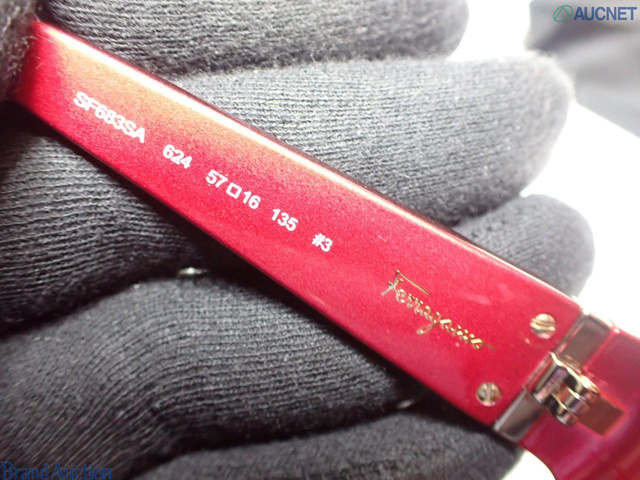 AUCNET
SF683SA 624 57□16 135 #3
Ferragamo
Brand Auction